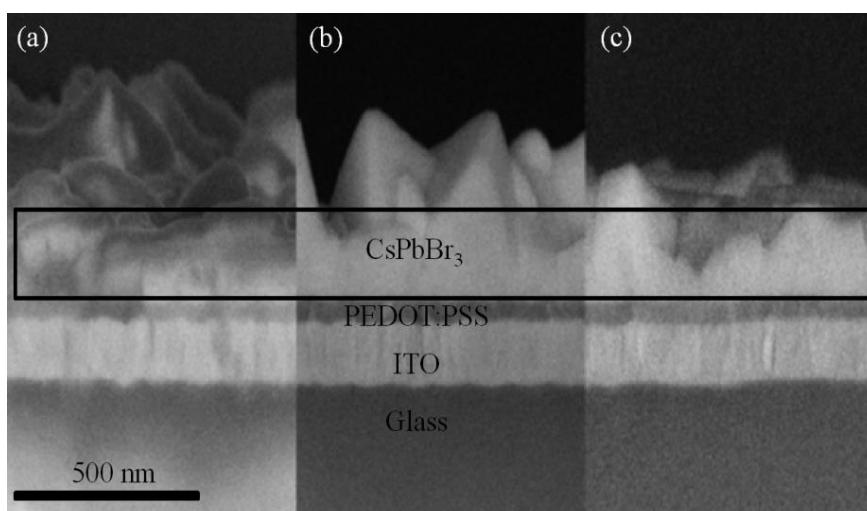 (a)
(b)
(c)
CsPbBr₃
PEDOT:PSS
ITO
Glass
500 nm